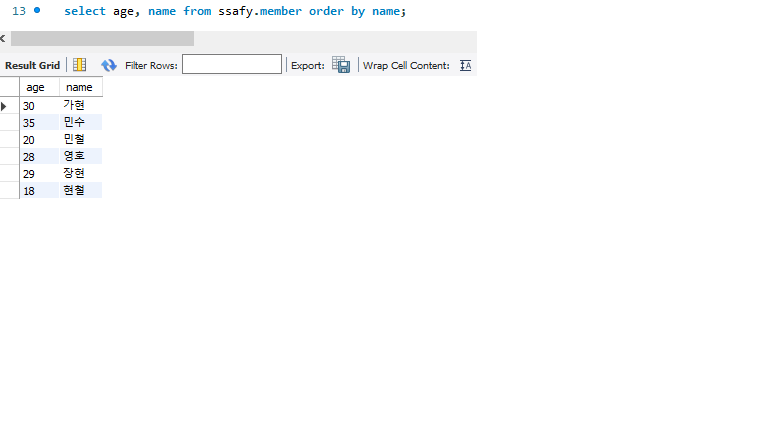 13 select age, name from ssafy.member order by name;
Result Grid Filter Rows: Export: Wrap Cell Content:
age name
30 가현
35 민수
20 민철
28 영호
29 장현
18 현철